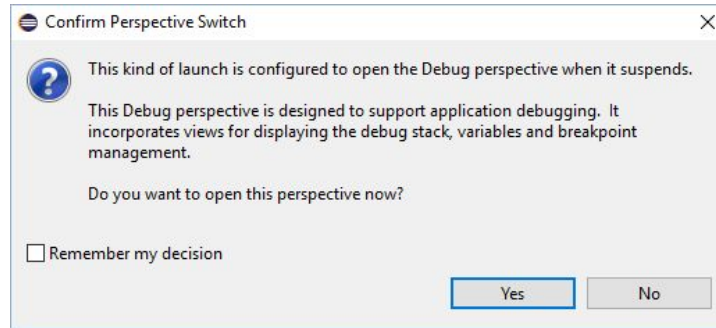 Confirm Perspective Switch
This kind of launch is configured to open the Debug perspective when it suspends.
This Debug perspective is designed to support application debugging. It
incorporates views for displaying the debug stack, variables and breakpoint
management.
Do you want to open this perspective now?
Remember my decision
Yes No